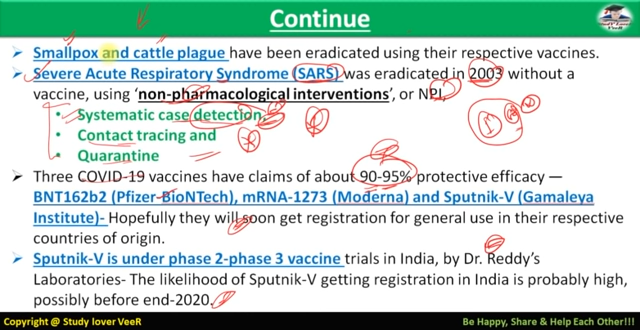 Continue
Study Lover
VeeR
➢ Smallpox and cattle plague have been eradicated using their respective vaccines.
➢ Severe Acute Respiratory Syndrome (SARS) was eradicated in 2003 without a
vaccine, using 'non-pharmacological interventions', or NPI.
• Systematic case detection,
• Contact tracing and
• Quarantine
➢ Three COVID-19 vaccines have claims of about 90-95% protective efficacy —
BNT162b2 (Pfizer-BioNTech), mRNA-1273 (Moderna) and Sputnik-V (Gamaleya
Institute)- Hopefully they will soon get registration for general use in their respective
countries of origin.
➢ Sputnik-V is under phase 2-phase 3 vaccine trials in India, by Dr. Reddy's
Laboratories- The likelihood of Sputnik-V getting registration in India is probably high,
possibly before end-2020.
Copyright @ Study lover VeeR
Be Happy, Share & Help Each Other!!!